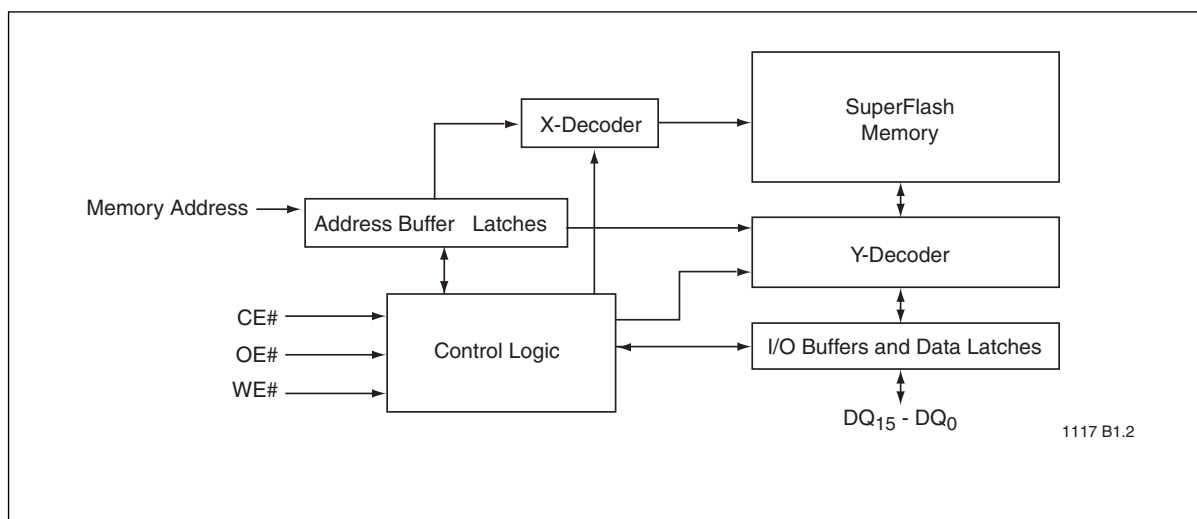 SuperFlash
Memory
X-Decoder
Memory Address
Address Buffer Latches
Y-Decoder
CE#
OE#
WE#
Control Logic
I/O Buffers and Data Latches
DQ15 - DQ0
1117 B1.2